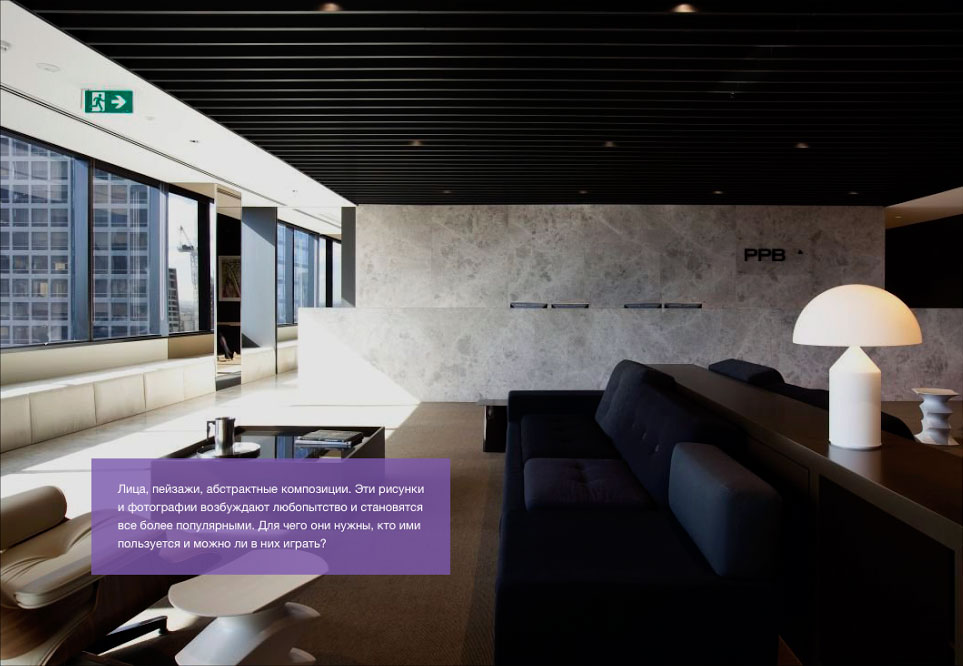 PPB
Лица, пейзажи, абстрактные композиции. Эти рисунки
и фотографии возбуждают любопытство и становятся
все более популярными. Для чего они нужны, кто ими
пользуется и можно ли в них играть?